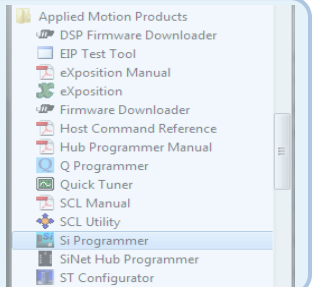 Applied Motion Products
DSP Firmware Downloader
EIP Test Tool
eXposition Manual
eXposition
Firmware Downloader
Host Command Reference
Hub Programmer Manual
Q Programmer
Quick Tuner
SCL Manual
SCL Utility
Si Programmer
SiNet Hub Programmer
ST Configurator